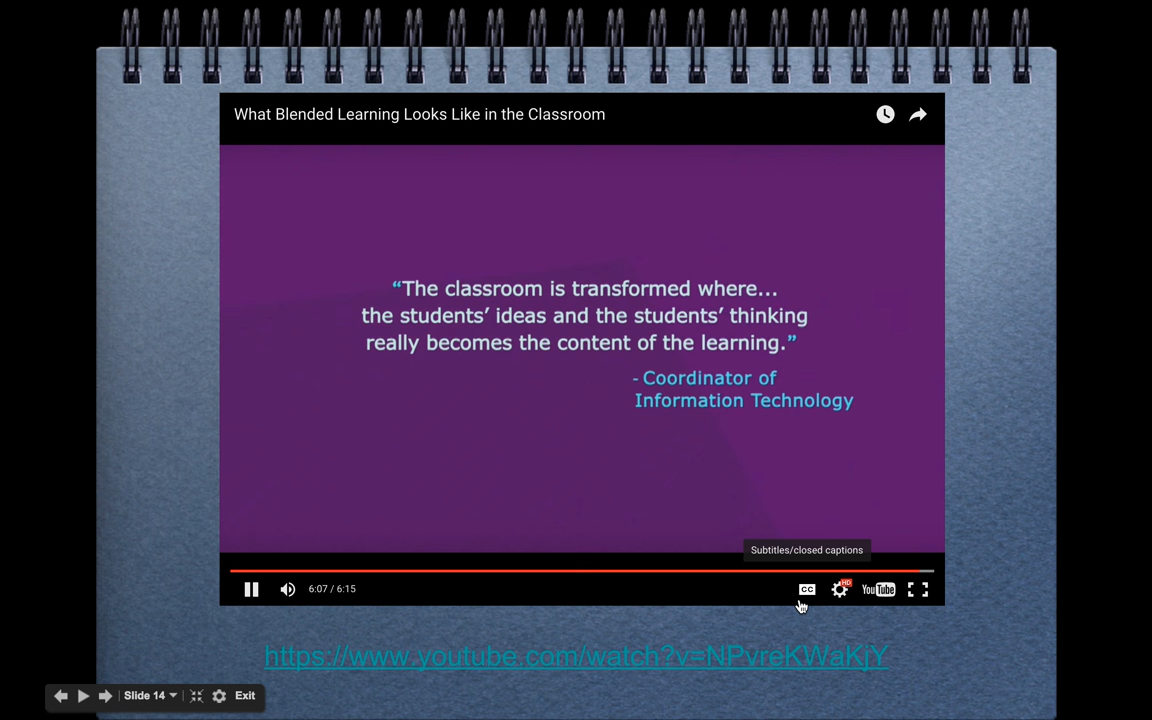 What Blended Learning Looks Like in the Classroom
“The classroom is transformed where...
the students’ ideas and the students’ thinking
really becomes the content of the learning.”
- Coordinator of
Information Technology
Subtitles/closed captions
6:07 / 6:15
CC
HD
YouTube
https://www.youtube.com/watch?v=NPvreKWaKjY
Slide 14
Exit